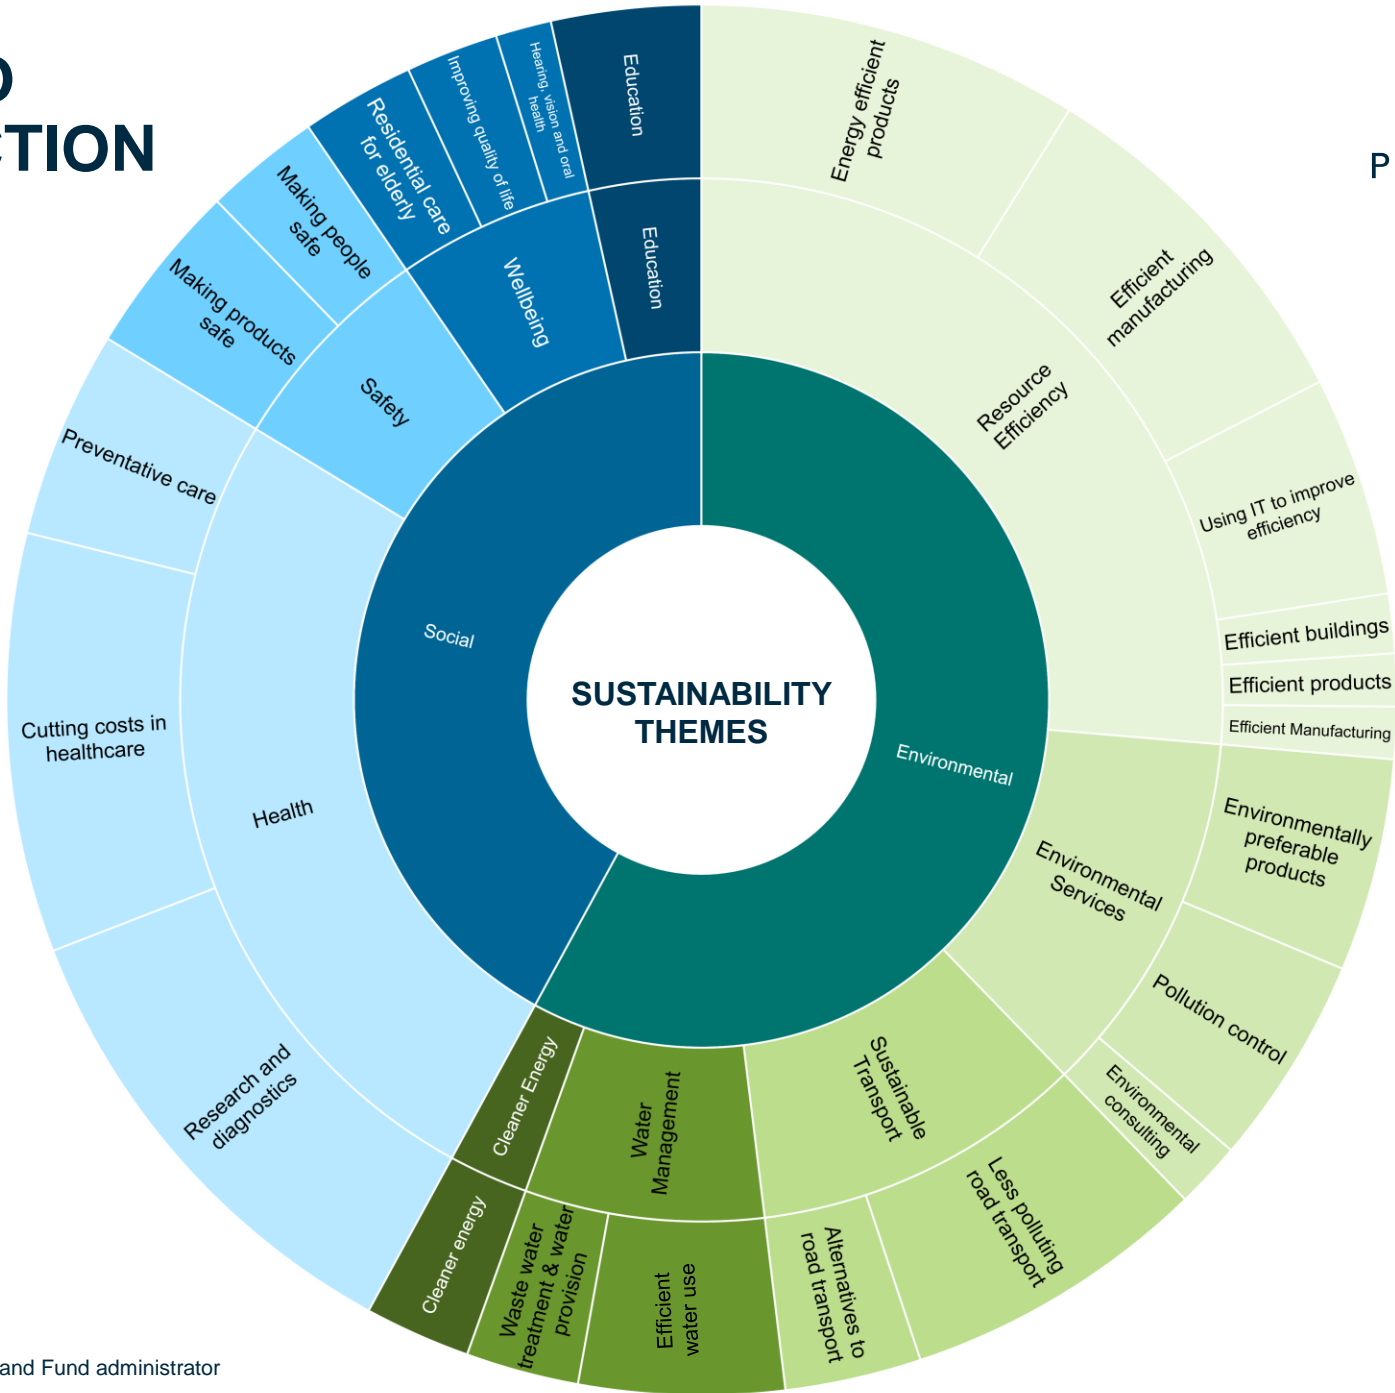 D
CTION
P
SUSTAINABILITY
THEMES
Environmental
Resource
Efficiency
Energy efficient
products
Efficient
manufacturing
Using IT to improve
efficiency
Efficient buildings
Efficient products
Efficient Manufacturing
Environmental
Services
Environmentally
preferable
products
Pollution control
Environmental
consulting
Sustainable
Transport
Less polluting
road transport
Alternatives to
road transport
Water
Management
Efficient
water use
Waste water
treatment & water
provision
Cleaner Energy
Cleaner energy
Social
Health
Research and
diagnostics
Cutting costs in
healthcare
Preventative care
Safety
Making products
safe
Making people
safe
Wellbeing
Residential care
for elderly
Improving quality of life
Hearing, vision and oral
health
Education
Education
and Fund administrator